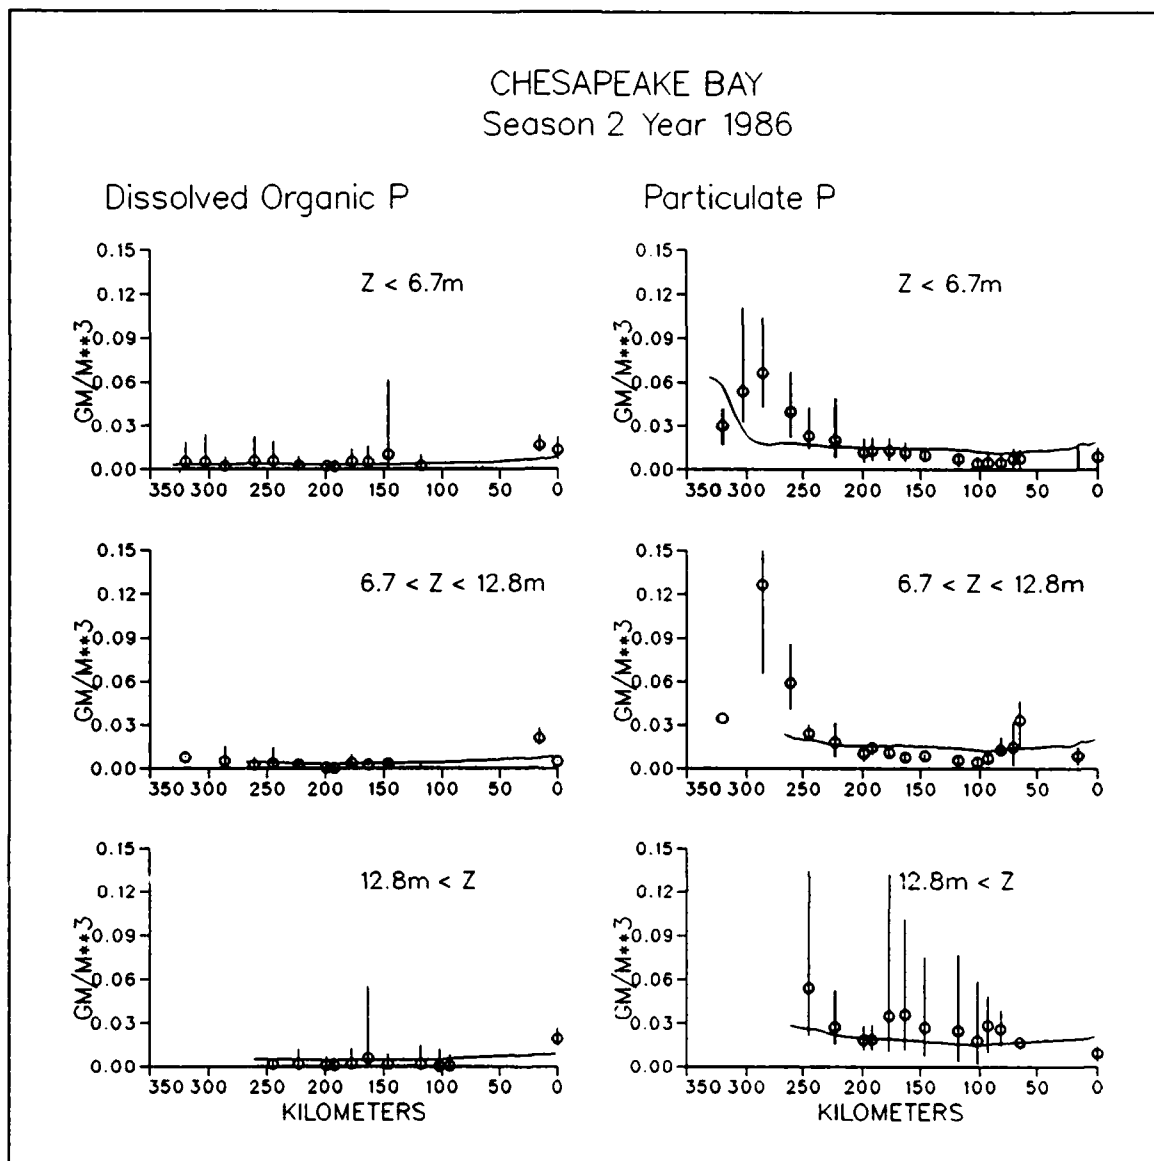 CHESAPEAKE BAY
Season 2 Year 1986
Dissolved Organic P
Particulate P
Z < 6.7m
0.15
0.12
0.09
0.06
0.03
0.00
GM/M**3
350 300 250 200 150 100 50 0
Z < 6.7m
0.15
0.12
0.09
0.06
0.03
0.00
GM/M**3
350 300 250 200 150 100 50 0
6.7 < Z < 12.8m
0.15
0.12
0.09
0.06
0.03
0.00
GM/M**3
350 300 250 200 150 100 50 0
6.7 < Z < 12.8m
0.15
0.12
0.09
0.06
0.03
0.00
GM/M**3
350 300 250 200 150 100 50 0
12.8m < Z
0.15
0.12
0.09
0.06
0.03
0.00
GM/M**3
350 300 250 200 150 100 50 0
KILOMETERS
12.8m < Z
0.15
0.12
0.09
0.06
0.03
0.00
GM/M**3
350 300 250 200 150 100 50 0
KILOMETERS